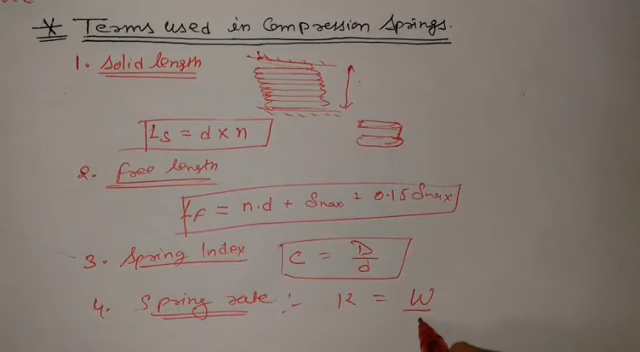 * Terms used in Compression Springs.
1. Solid length
Ls = d x n
2. free length
LF = n.d + δmax + 0.15 δmax
3. Spring Index C = D/d
4. Spring rate :- k = W